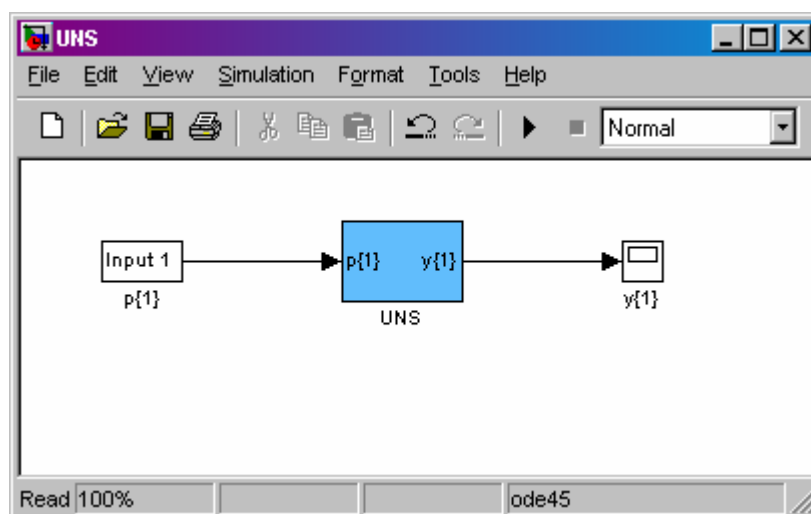 UNS
File Edit View Simulation Format Tools Help
Normal
Input 1
p{1}
p{1} y{1}
UNS
y{1}
Read 100% ode45